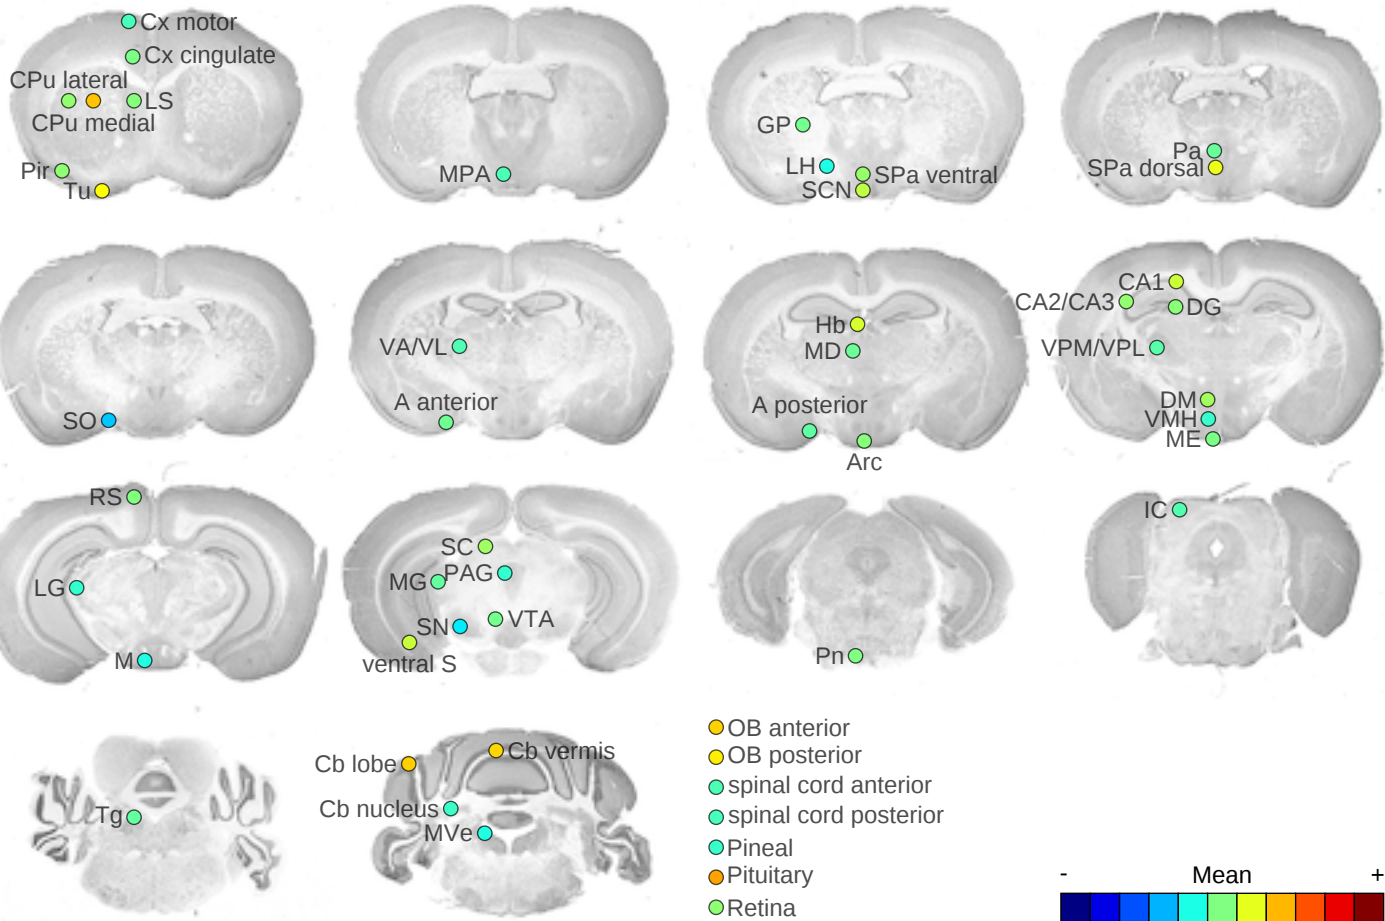 Cx motor
Cx cingulate
CPu lateral
LS
CPu medial
Pir
Tu
MPA
GP
LH
SPa ventral
SCN
Pa
SPa dorsal
SO
VA/VL
A anterior
Hb
MD
A posterior
Arc
CA1
CA2/CA3
DG
VPM/VPL
DM
VMH
ME
RS
LG
M
SC
MG
PAG
SN
VTA
ventral S
Pn
IC
Tg
Cb lobe
Cb vermis
Cb nucleus
MVe
OB anterior
OB posterior
spinal cord anterior
spinal cord posterior
Pineal
Pituitary
Retina
- Mean +